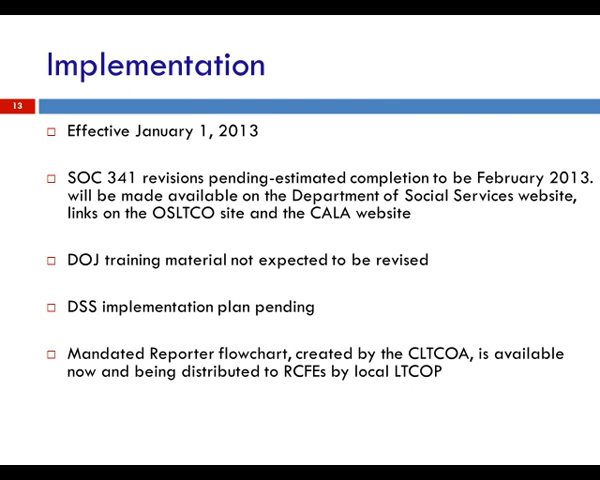 Implementation
13
Effective January 1, 2013
SOC 341 revisions pending-estimated completion to be February 2013.
will be made available on the Department of Social Services website,
links on the OSLTCO site and the CALA website
DOJ training material not expected to be revised
DSS implementation plan pending
Mandated Reporter flowchart, created by the CLTCOA, is available
now and being distributed to RCFEs by local LTCOP